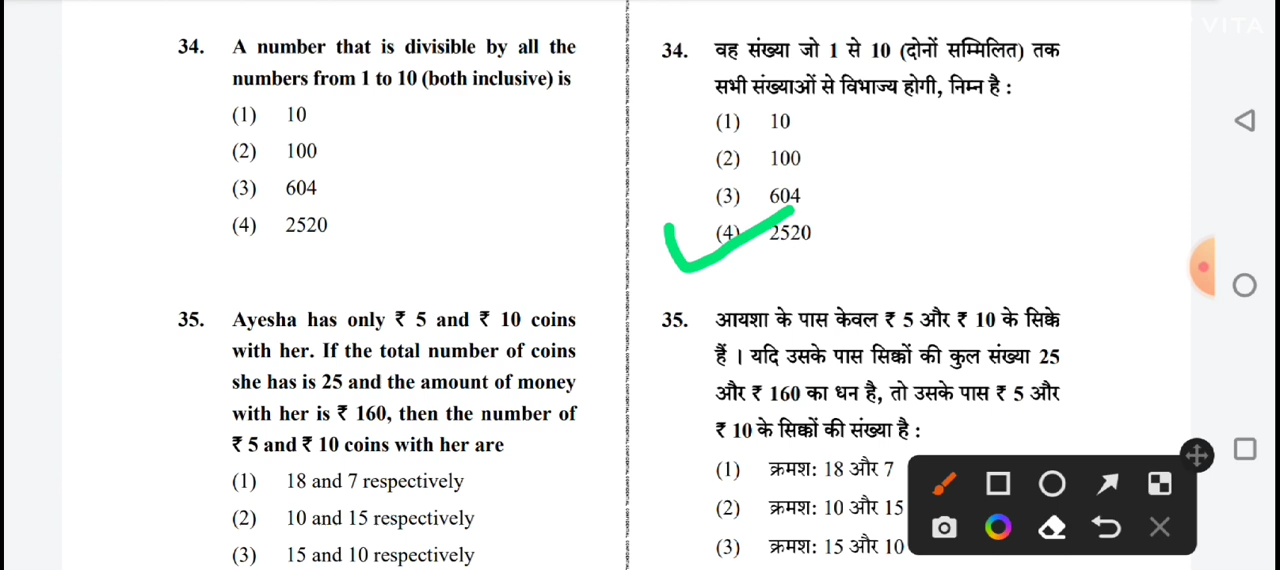 VITA
34. A number that is divisible by all the
numbers from 1 to 10 (both inclusive) is
(1) 10
(2) 100
(3) 604
(4) 2520
35. Ayesha has only ₹ 5 and ₹ 10 coins
with her. If the total number of coins
she has is 25 and the amount of money
with her is ₹ 160, then the number of
₹ 5 and ₹ 10 coins with her are
(1) 18 and 7 respectively
(2) 10 and 15 respectively
(3) 15 and 10 respectively
34. वह संख्या जो 1 से 10 (दोनों सम्मिलित) तक
सभी संख्याओं से विभाज्य होगी, निम्न है :
(1) 10
(2) 100
(3) 604
(4) 2520
35. आयशा के पास केवल ₹ 5 और ₹ 10 के सिक्के
हैं । यदि उसके पास सिक्कों की कुल संख्या 25
और ₹ 160 का धन है, तो उसके पास ₹ 5 और
₹ 10 के सिक्कों की संख्या है :
(1) क्रमश: 18 और 7
(2) क्रमश: 10 और 15
(3) क्रमश: 15 और 10